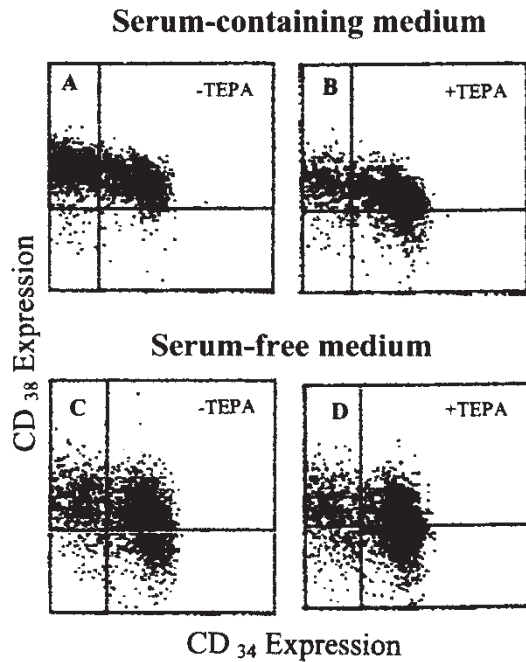 Serum-containing medium
A
-TEPA
B
+TEPA
Serum-free medium
C
-TEPA
D
+TEPA
CD 38 Expression
CD 34 Expression